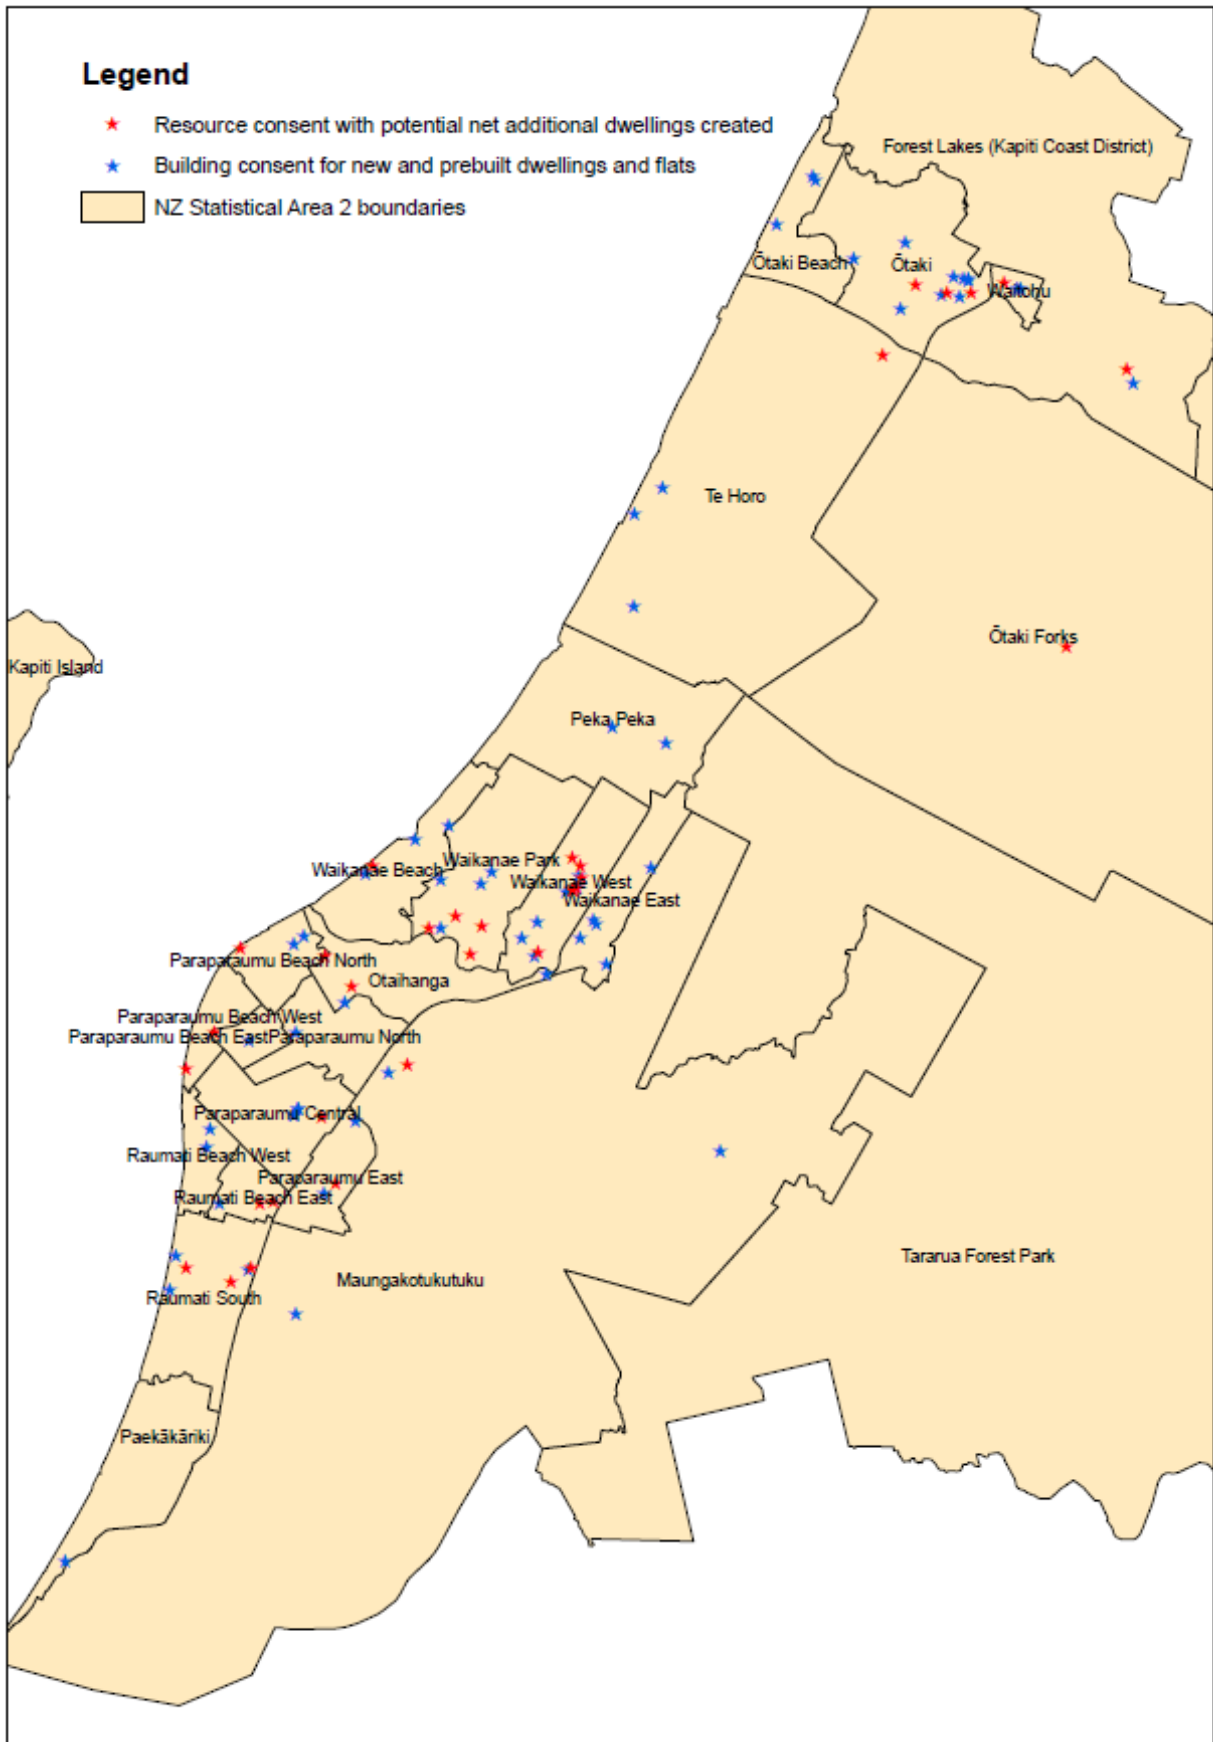 Legend
Resource consent with potential net additional dwellings created
Building consent for new and prebuilt dwellings and flats
NZ Statistical Area 2 boundaries
Forest Lakes (Kapiti Coast District)
Ōtaki Beach
Ōtaki
Waitohu
Te Horo
Ōtaki Forks
Kapiti Island
Peka Peka
Waikanae Park
Waikanae Beach
Waikanae West
Waikanae East
Paraparaumu Beach North
Otaihanga
Paraparaumu Beach West
Paraparaumu Beach East
Paraparaumu North
Paraparaumu Central
Raumati Beach West
Paraparaumu East
Raumati Beach East
Tararua Forest Park
Maungakotukutuku
Raumati South
Paekākāriki